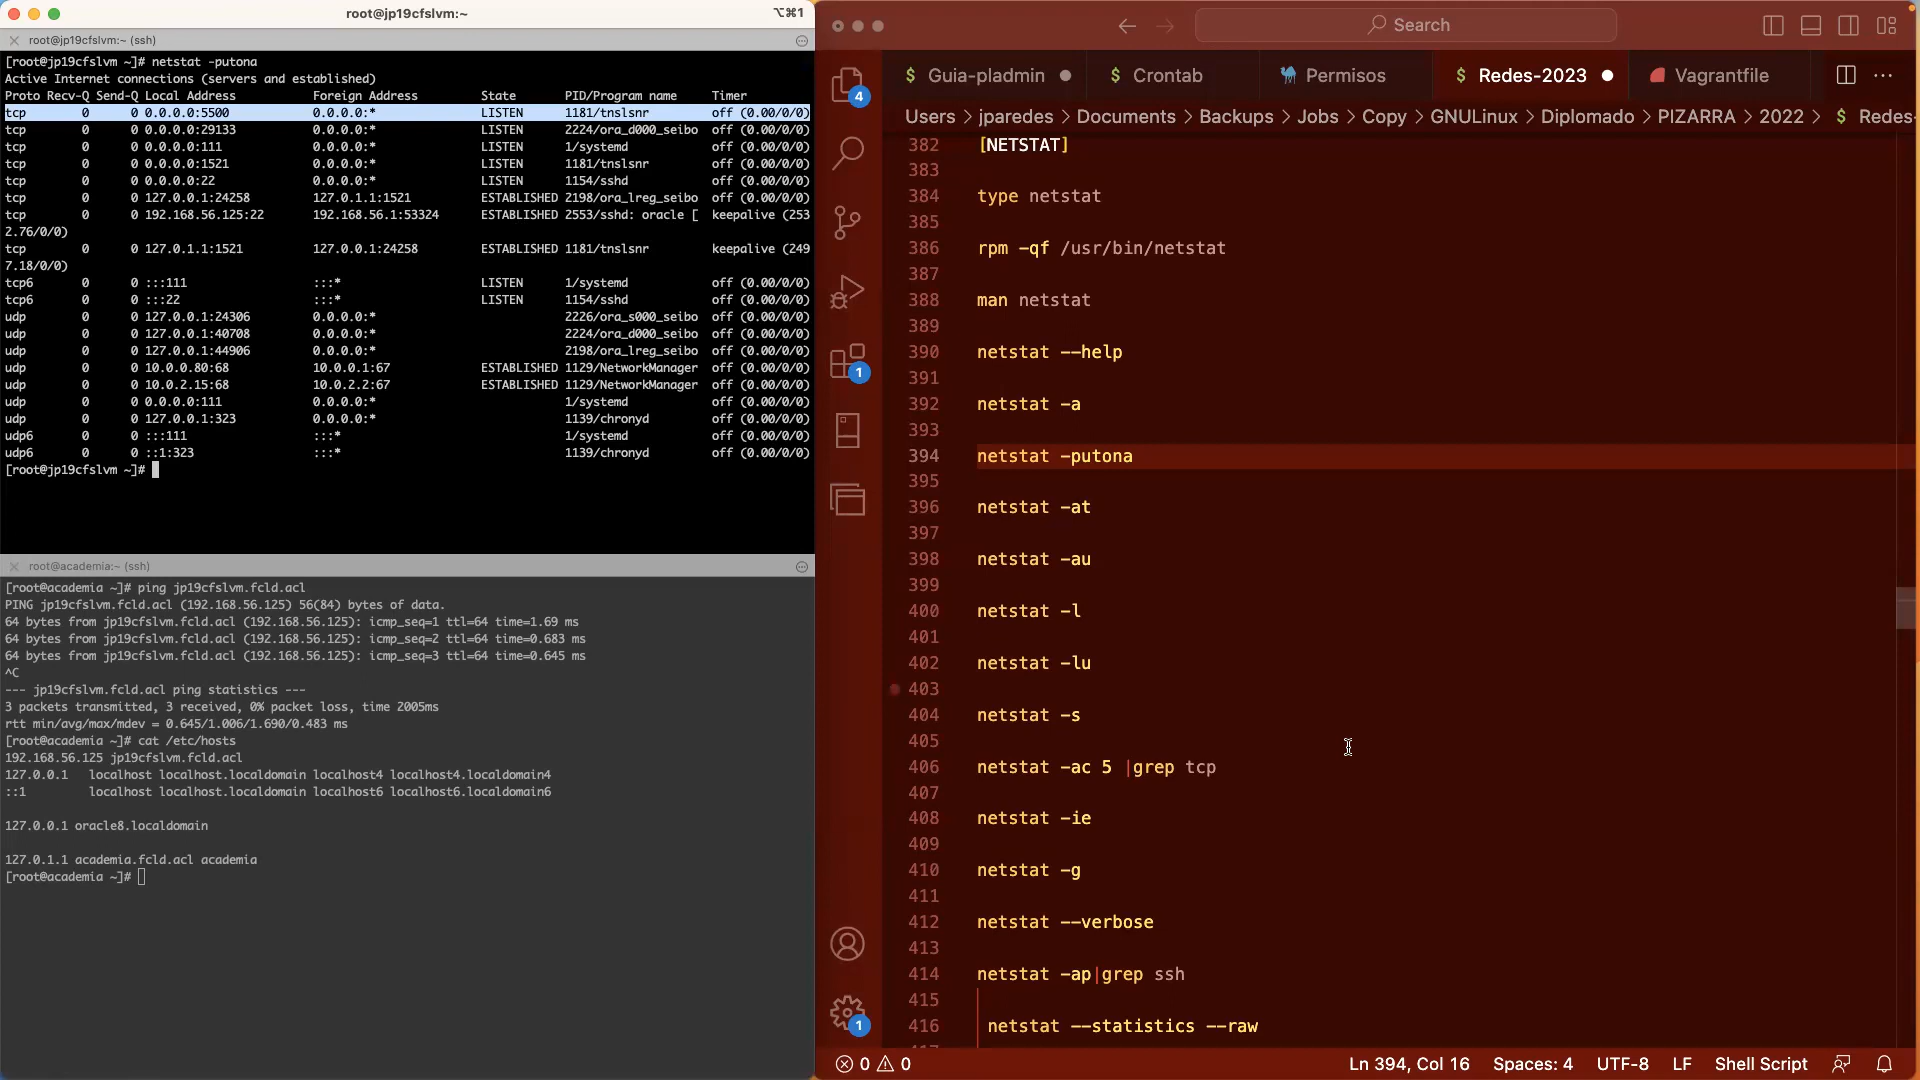 root@jp19cfslvm:~
⌥⌘1
root@jp19cfslvm:~ (ssh)
[root@jp19cfslvm ~]# netstat -putona
Active Internet connections (servers and established)
Proto Recv-Q Send-Q Local Address Foreign Address State PID/Program name Timer
tcp 0 0 0.0.0.0:5500 0.0.0.0:* LISTEN 1181/tnslsnr off (0.00/0/0)
tcp 0 0 0.0.0.0:29133 0.0.0.0:* LISTEN 2224/ora_d000_seibo off (0.00/0/0)
tcp 0 0 0.0.0.0:111 0.0.0.0:* LISTEN 1/systemd off (0.00/0/0)
tcp 0 0 0.0.0.0:1521 0.0.0.0:* LISTEN 1181/tnslsnr off (0.00/0/0)
tcp 0 0 0.0.0.0:22 0.0.0.0:* LISTEN 1154/sshd off (0.00/0/0)
tcp 0 0 127.0.0.1:24258 127.0.1.1:1521 ESTABLISHED 2198/ora_lreg_seibo off (0.00/0/0)
tcp 0 0 192.168.56.125:22 192.168.56.1:53324 ESTABLISHED 2553/sshd: oracle [ keepalive (253
2.76/0/0)
tcp 0 0 127.0.1.1:1521 127.0.0.1:24258 ESTABLISHED 1181/tnslsnr keepalive (249
7.18/0/0)
tcp6 0 0 :::111 :::* LISTEN 1/systemd off (0.00/0/0)
tcp6 0 0 :::22 :::* LISTEN 1154/sshd off (0.00/0/0)
udp 0 0 127.0.0.1:24306 0.0.0.0:* 2226/ora_s000_seibo off (0.00/0/0)
udp 0 0 127.0.0.1:40708 0.0.0.0:* 2224/ora_d000_seibo off (0.00/0/0)
udp 0 0 127.0.0.1:44906 0.0.0.0:* 2198/ora_lreg_seibo off (0.00/0/0)
udp 0 0 10.0.0.80:68 10.0.0.1:67 ESTABLISHED 1129/NetworkManager off (0.00/0/0)
udp 0 0 10.0.2.15:68 10.0.2.2:67 ESTABLISHED 1129/NetworkManager off (0.00/0/0)
udp 0 0 0.0.0.0:111 0.0.0.0:* 1/systemd off (0.00/0/0)
udp 0 0 127.0.0.1:323 0.0.0.0:* 1139/chronyd off (0.00/0/0)
udp6 0 0 :::111 :::* 1/systemd off (0.00/0/0)
udp6 0 0 ::1:323 :::* 1139/chronyd off (0.00/0/0)
[root@jp19cfslvm ~]#
root@academia:~ (ssh)
[root@academia ~]# ping jp19cfslvm.fcld.acl
PING jp19cfslvm.fcld.acl (192.168.56.125) 56(84) bytes of data.
64 bytes from jp19cfslvm.fcld.acl (192.168.56.125): icmp_seq=1 ttl=64 time=1.69 ms
64 bytes from jp19cfslvm.fcld.acl (192.168.56.125): icmp_seq=2 ttl=64 time=0.683 ms
64 bytes from jp19cfslvm.fcld.acl (192.168.56.125): icmp_seq=3 ttl=64 time=0.645 ms
^C
--- jp19cfslvm.fcld.acl ping statistics ---
3 packets transmitted, 3 received, 0% packet loss, time 2005ms
rtt min/avg/max/mdev = 0.645/1.006/1.690/0.483 ms
[root@academia ~]# cat /etc/hosts
192.168.56.125 jp19cfslvm.fcld.acl
127.0.0.1 localhost localhost.localdomain localhost4 localhost4.localdomain4
::1 localhost localhost.localdomain localhost6 localhost6.localdomain6
127.0.0.1 oracle8.localdomain
127.0.1.1 academia.fcld.acl academia
[root@academia ~]#
Search
4
1
1
$ Guia-pladmin
$ Crontab
Permisos
$ Redes-2023
Vagrantfile
Users > jparedes > Documents > Backups > Jobs > Copy > GNULinux > Diplomado > PIZARRA > 2022 > $ Redes-
382 [NETSTAT]
383
384 type netstat
385
386 rpm -qf /usr/bin/netstat
387
388 man netstat
389
390 netstat --help
391
392 netstat -a
393
394 netstat -putona
395
396 netstat -at
397
398 netstat -au
399
400 netstat -l
401
402 netstat -lu
403
404 netstat -s
405
406 netstat -ac 5 |grep tcp
407
408 netstat -ie
409
410 netstat -g
411
412 netstat --verbose
413
414 netstat -ap|grep ssh
415
416 netstat --statistics --raw
0 0 Ln 394, Col 16 Spaces: 4 UTF-8 LF Shell Script